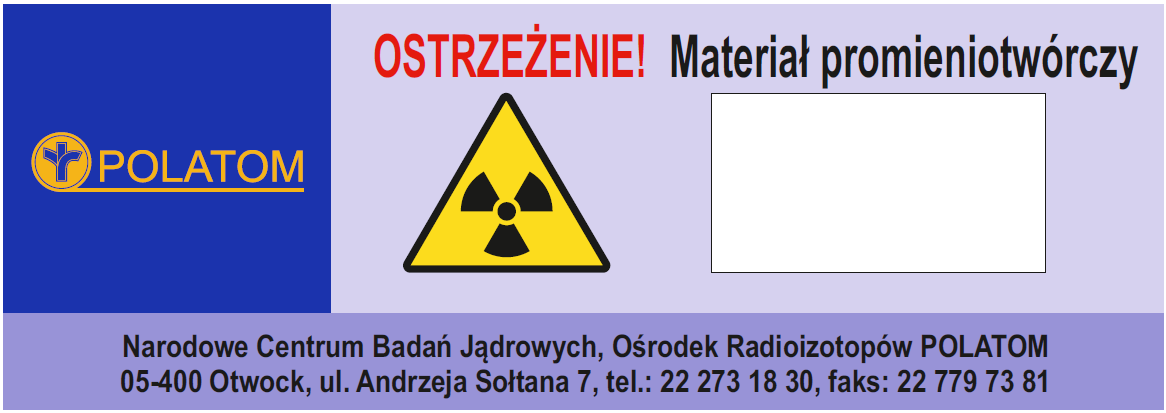 OSTRZEŻENIE! Materiał promieniotwórczy
POLATOM
Narodowe Centrum Badań Jądrowych, Ośrodek Radioizotopów POLATOM
05-400 Otwock, ul. Andrzeja Sołtana 7, tel.: 22 273 18 30, faks: 22 779 73 81